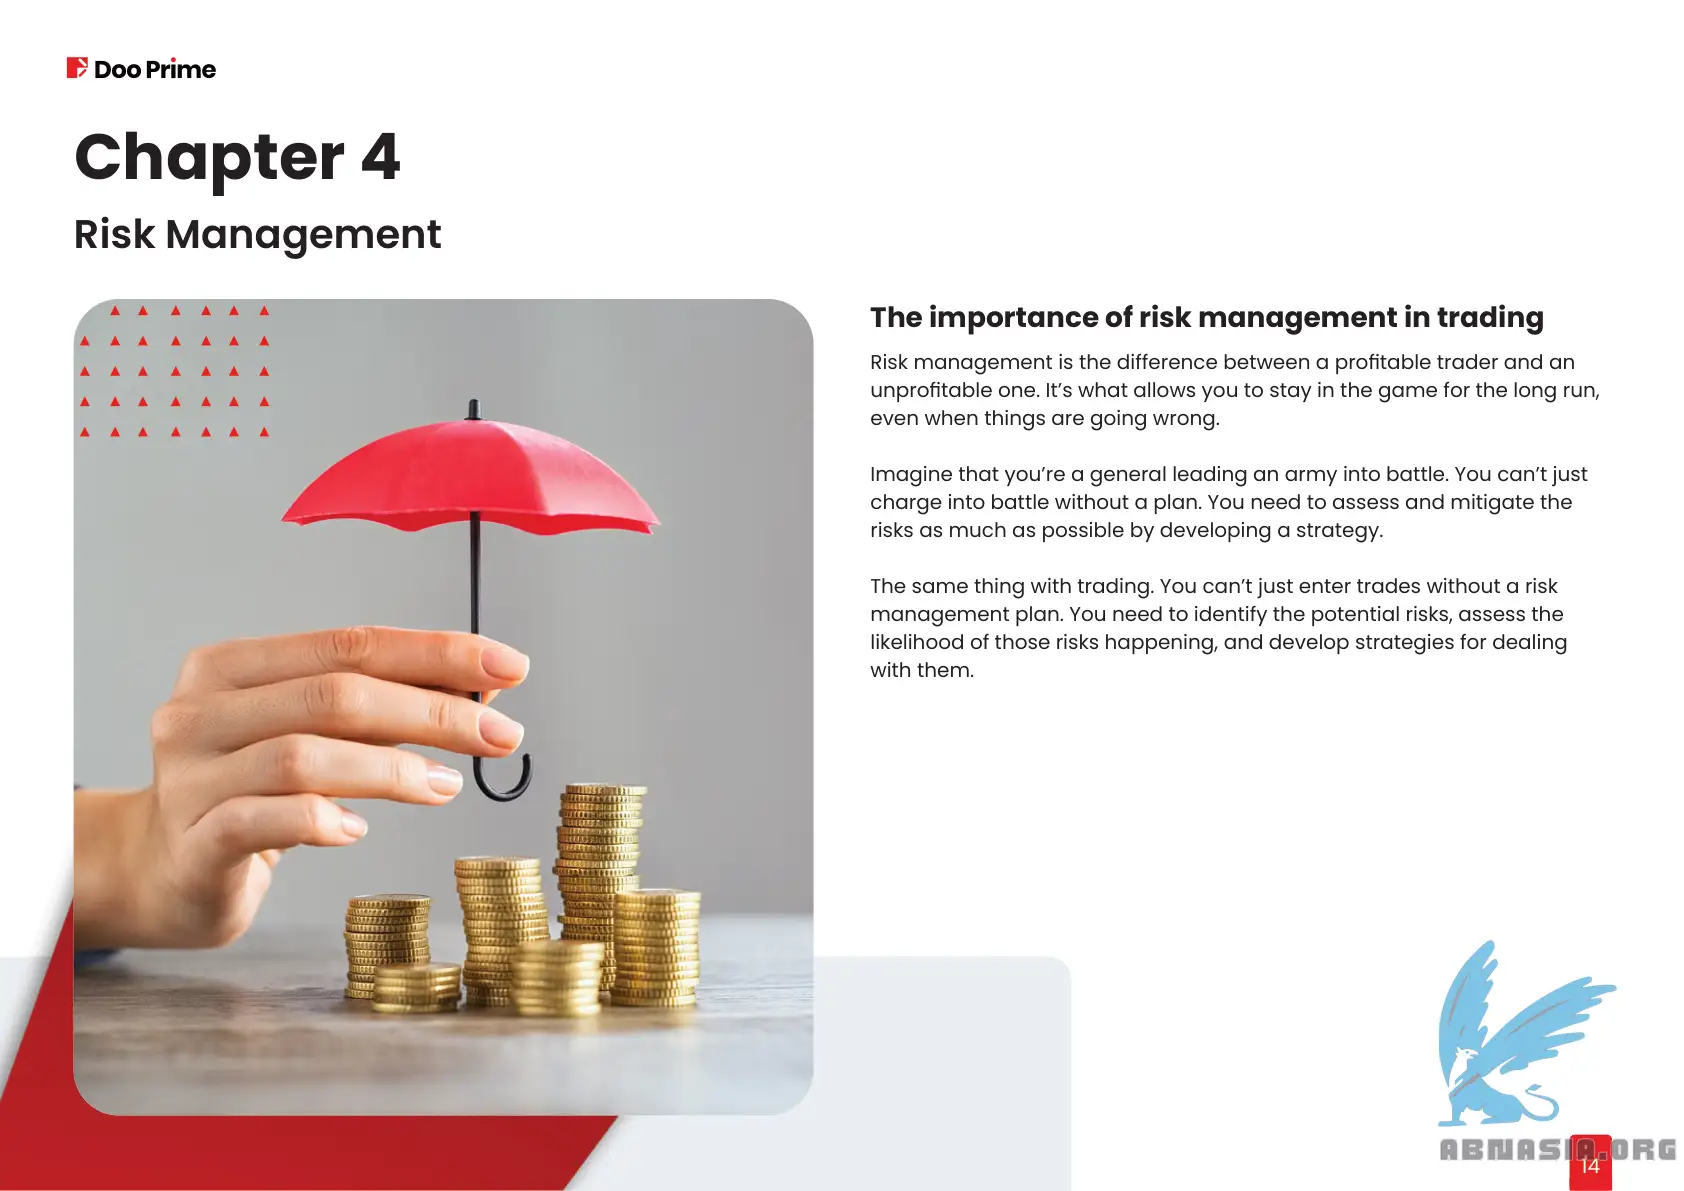 Doo Prime
Chapter 4
Risk Management
The importance of risk management in trading
Risk management is the difference between a profitable trader and an
unprofitable one. It’s what allows you to stay in the game for the long run,
even when things are going wrong.
Imagine that you’re a general leading an army into battle. You can’t just
charge into battle without a plan. You need to assess and mitigate the
risks as much as possible by developing a strategy.
The same thing with trading. You can’t just enter trades without a risk
management plan. You need to identify the potential risks, assess the
likelihood of those risks happening, and develop strategies for dealing
with them.
ABNASIA.ORG
14